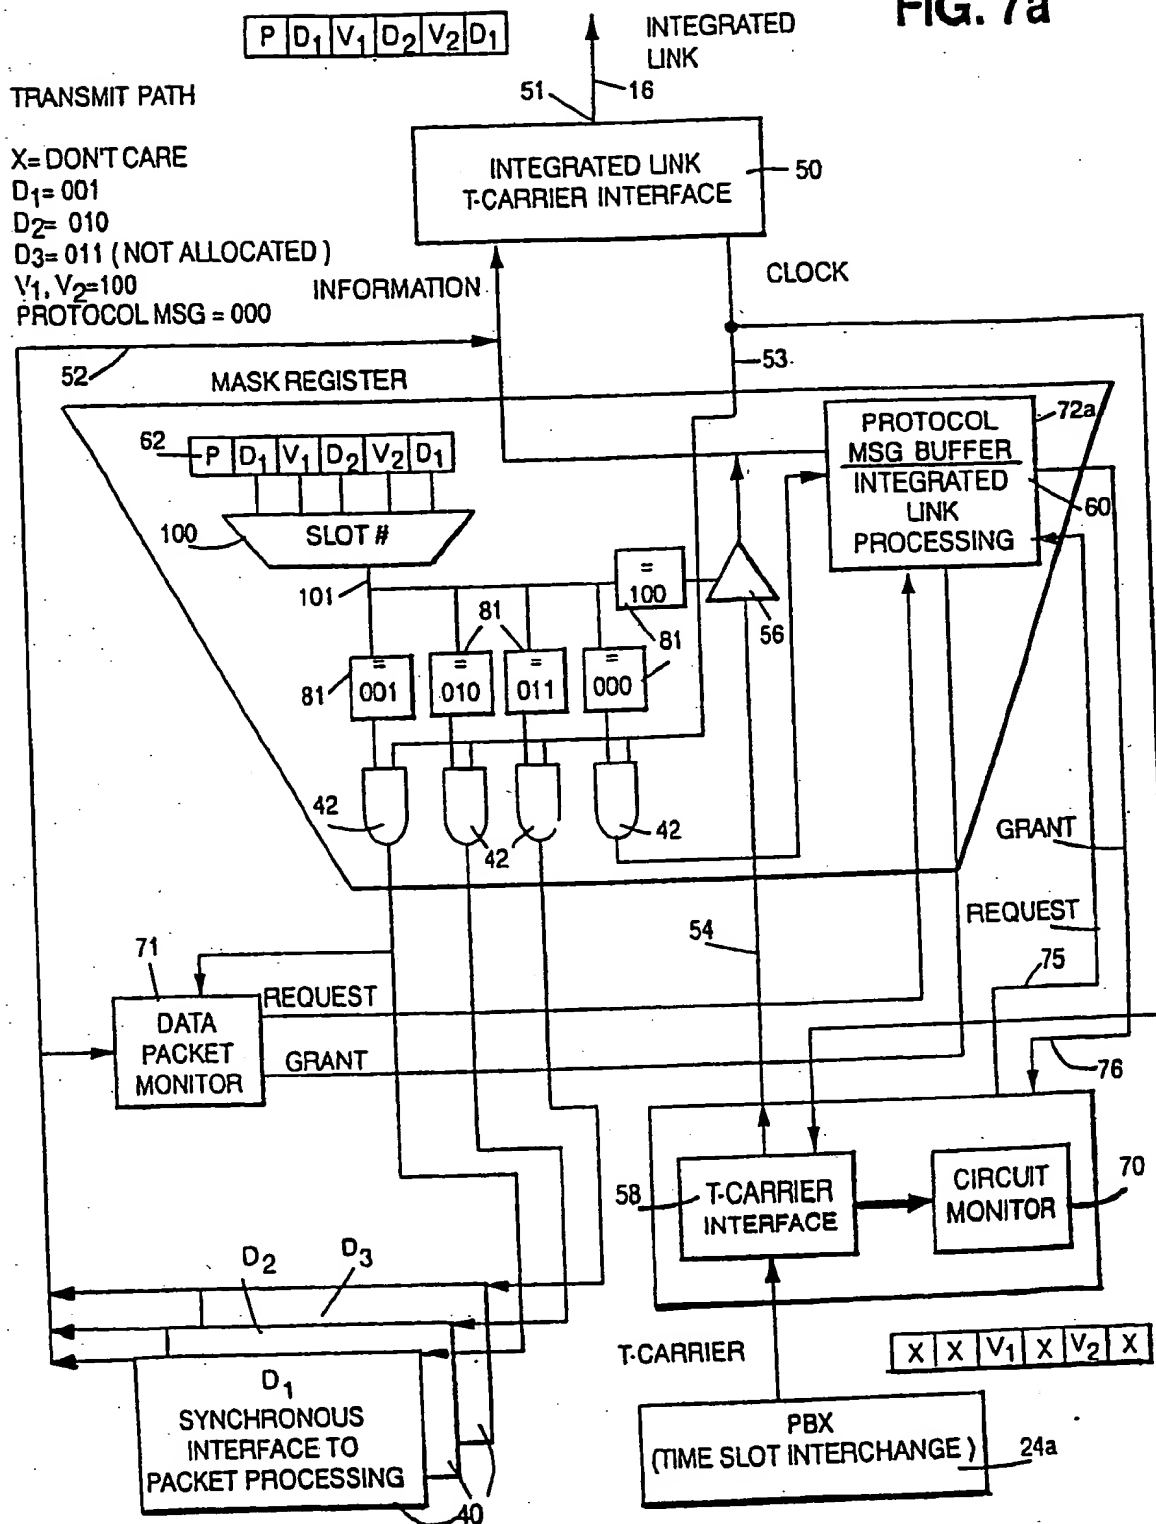 FIG. 7a
P D1 V1 D2 V2 D1
INTEGRATED
LINK
51
16
TRANSMIT PATH
X= DON'T CARE
D1= 001
D2= 010
D3= 011 ( NOT ALLOCATED )
V1, V2=100
PROTOCOL MSG = 000
INTEGRATED LINK
T-CARRIER INTERFACE
50
INFORMATION
CLOCK
52
53
MASK REGISTER
62
P D1 V1 D2 V2 D1
PROTOCOL
MSG BUFFER
INTEGRATED
LINK
PROCESSING
72a
60
100
SLOT #
101
= 100
81
56
81
81
= 001
= 010
= 011
= 000
81
42
42
42
GRANT
REQUEST
54
75
71
REQUEST
DATA
PACKET
MONITOR
GRANT
76
58
T-CARRIER
INTERFACE
CIRCUIT
MONITOR
70
D2
D3
T-CARRIER
X X V1 X V2 X
D1
SYNCHRONOUS
INTERFACE TO
PACKET PROCESSING
40
PBX
(TIME SLOT INTERCHANGE )
24a